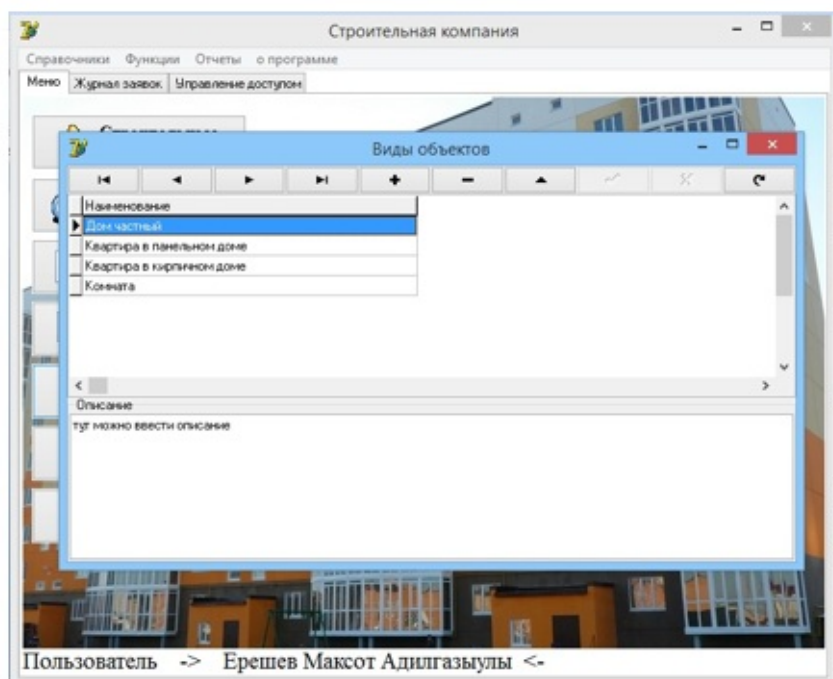 Строительная компания
Справочники Функции Отчеты о программе
Меню Журнал заявок Управление доступом
Виды объектов
Наименование
Дом частный
Квартира в панельном доме
Квартира в кирпичном доме
Комната
Описание
тут можно ввести описание
Пользователь -> Ерешев Максот Адилгазыулы <-